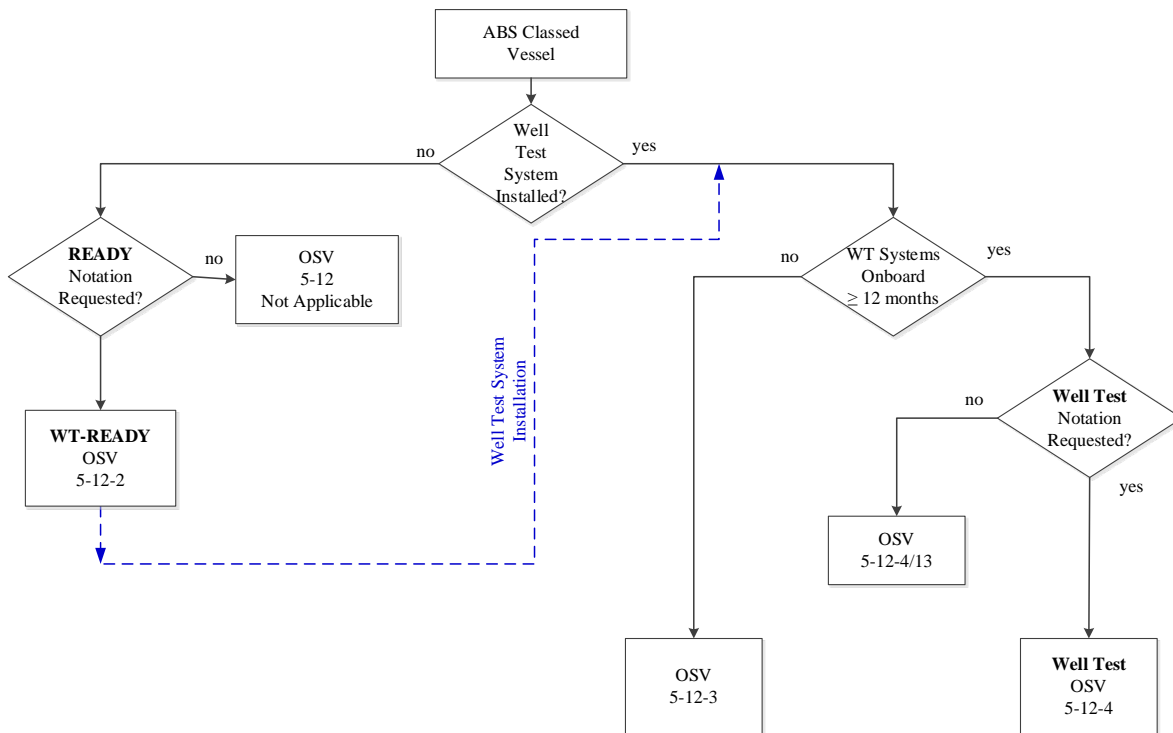 ABS Classed
Vessel
Well
Test
System
Installed?
no
yes
READY
Notation
Requested?
no
OSV
5-12
Not Applicable
WT-READY
OSV
5-12-2
Well Test System
Installation
no
WT Systems
Onboard
≥ 12 months
yes
no
Well Test
Notation
Requested?
yes
OSV
5-12-4/13
OSV
5-12-3
Well Test
OSV
5-12-4